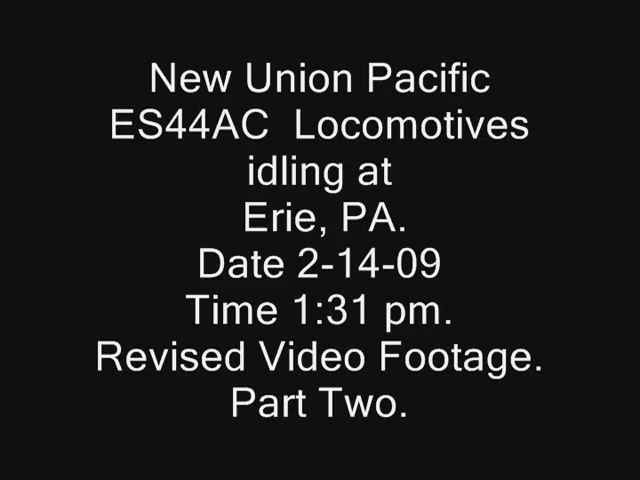 New Union Pacific
ES44AC  Locomotives
idling at
Erie, PA.
Date 2-14-09
Time 1:31 pm.
Revised Video Footage.
Part Two.